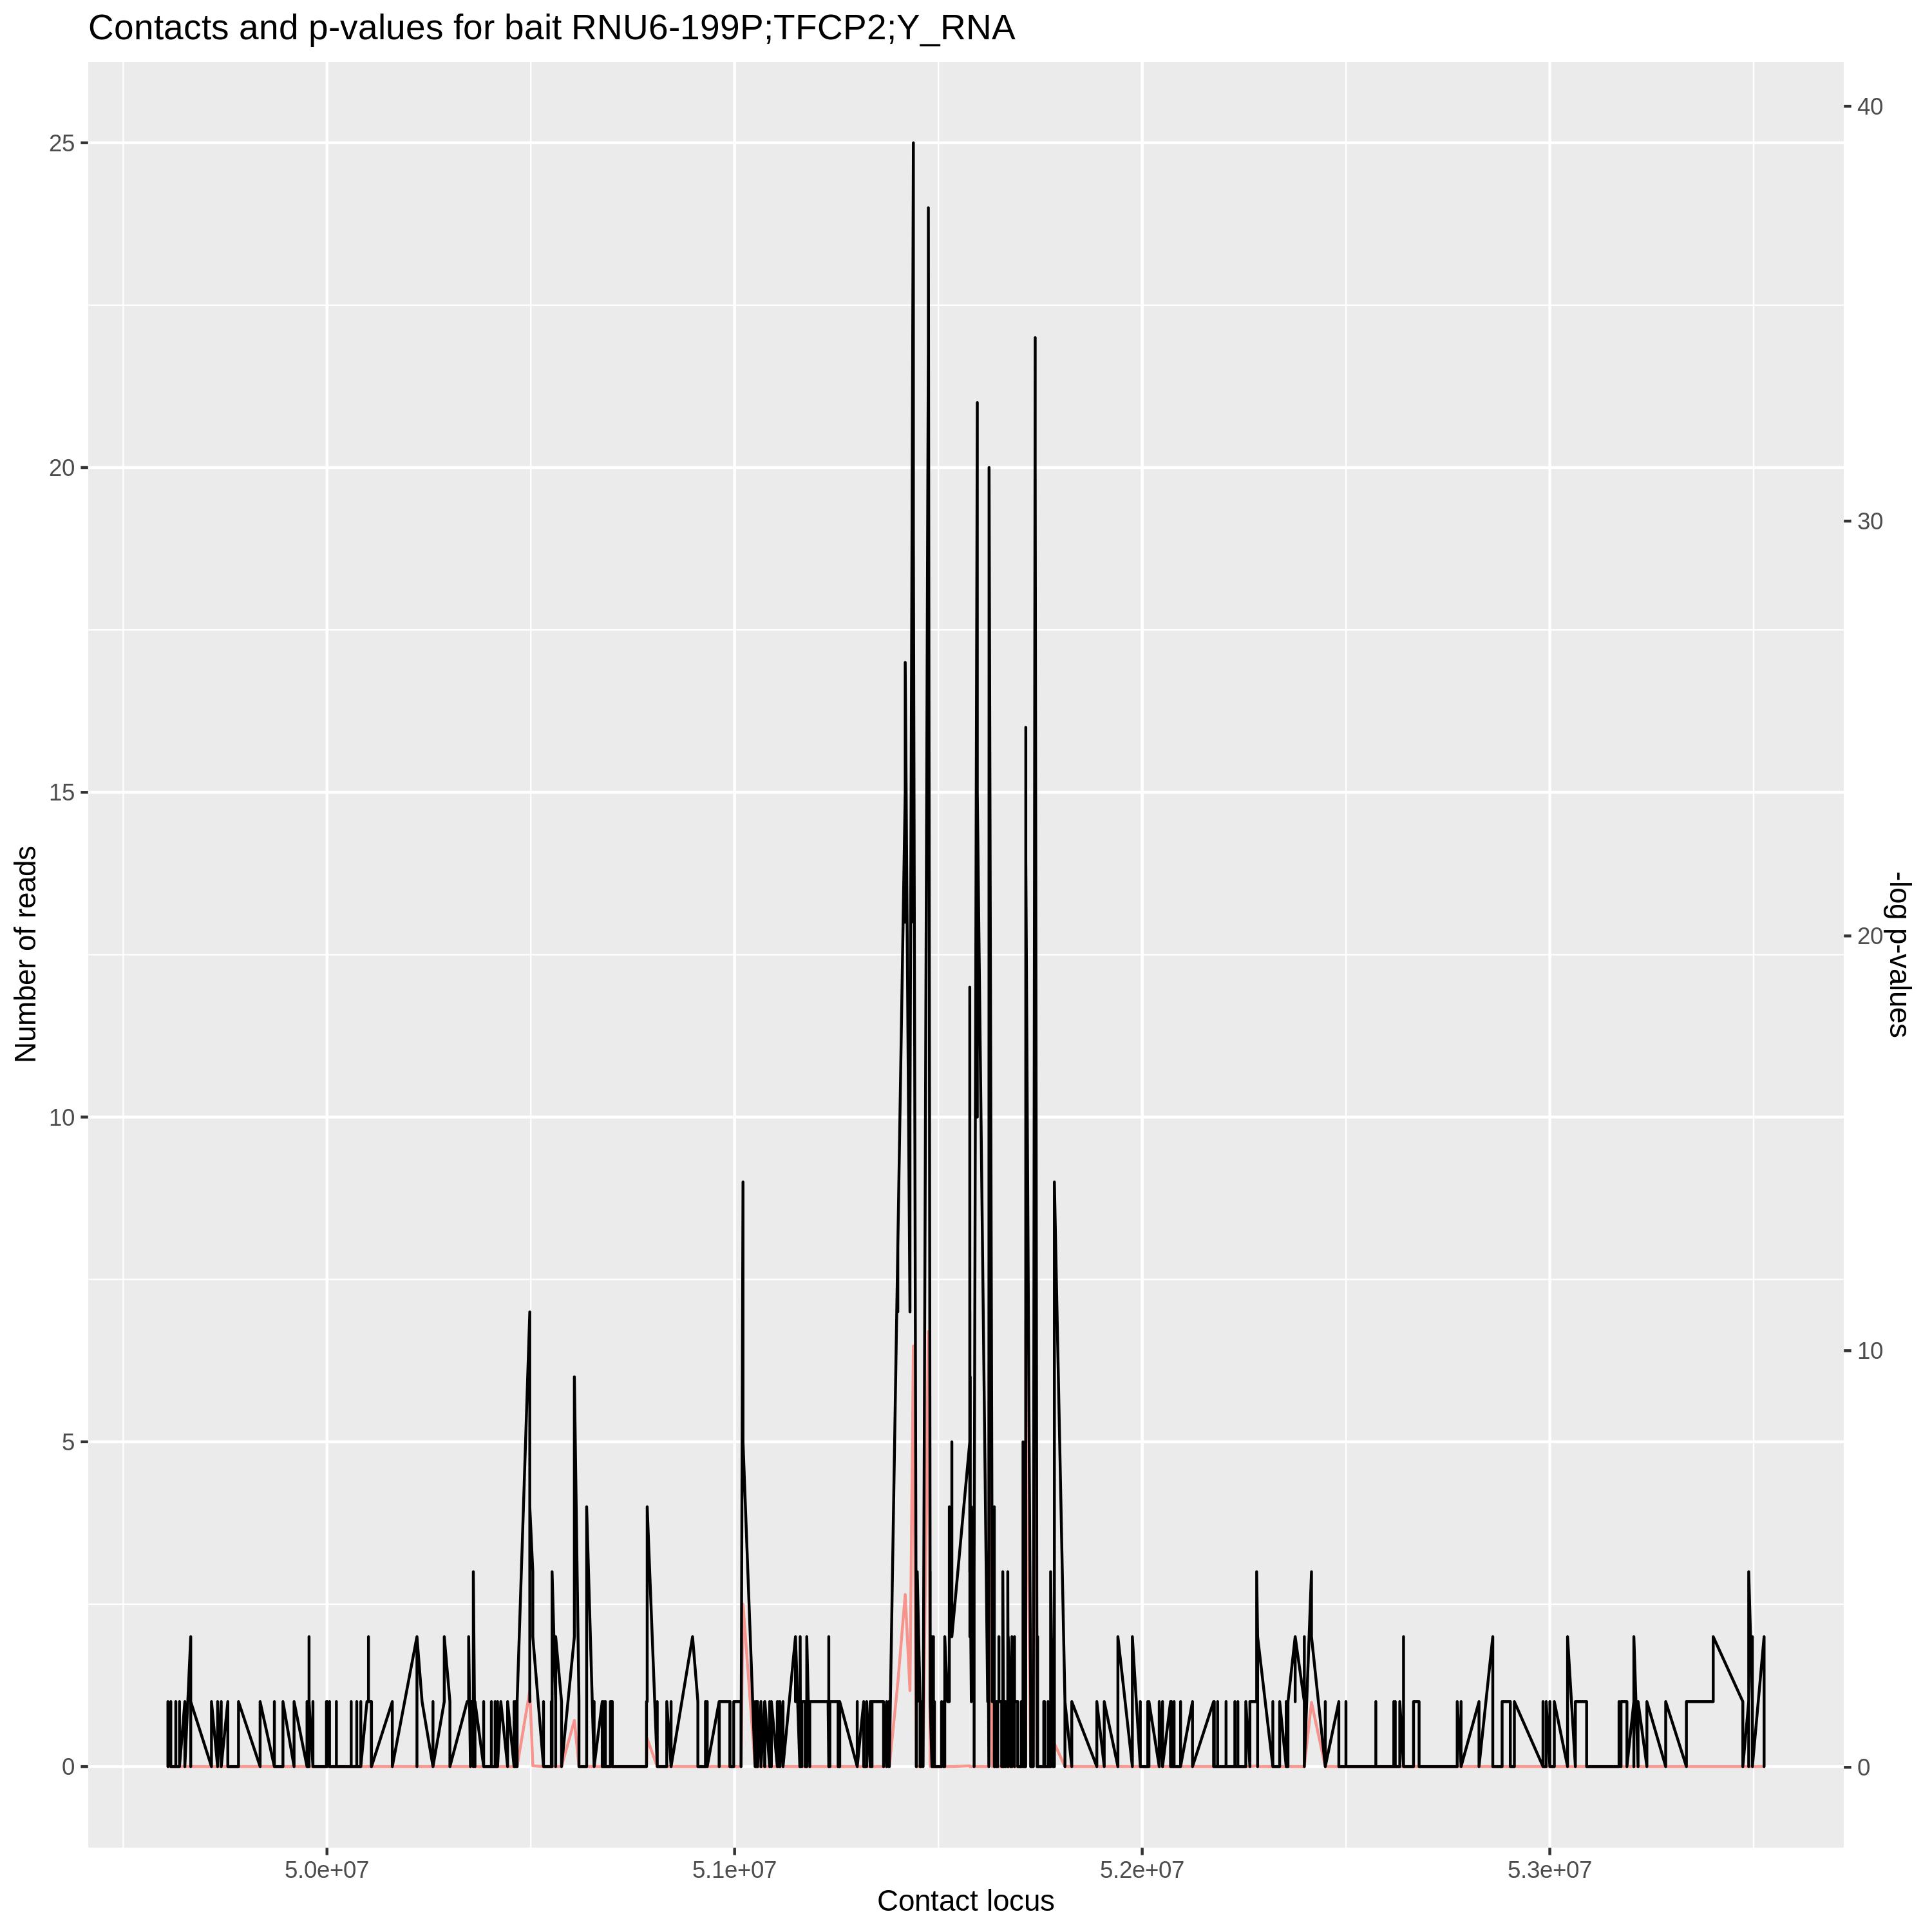 Contacts and p-values for bait RNU6-199P;TFCP2;Y_RNA
Number of reads
25
20
15
10
5
0
40
30
20
10
0
-log p-values
5.0e+07
5.1e+07
5.2e+07
5.3e+07
Contact locus